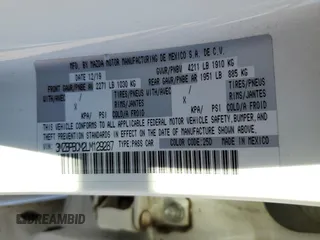 MFD. BY MAZDA MOTOR MANUFACTURING DE MEXICO S.A. DE C.V.
DATE 12/18 GVWR/PNBV 4211 LB 1910 KG
FRONT GAWR/PNBE AV 2271 LB 1030 KG REAR GAWR/PNBE AR 1951 LB 885 KG
WITH/AVEC TIRES/PNEUS WITH/AVEC TIRES/PNEUS
X RIMS/JANTES X RIMS/JANTES
KPA/ PSI KPA/ PSI
COLD/A FROID COLD/A FROID
THIS VEHICLE CONFORMS TO ALL APPLICABLE FEDERAL MOTOR VEHICLE SAFETY, BUMPER, AND
THEFT PREVENTION STANDARDS IN EFFECT ON THE DATE OF MANUFACTURE SHOWN ABOVE.
TYPE: PASS CAR
COLOR CODE: 25D
MADE IN MEXICO
DREAMBID